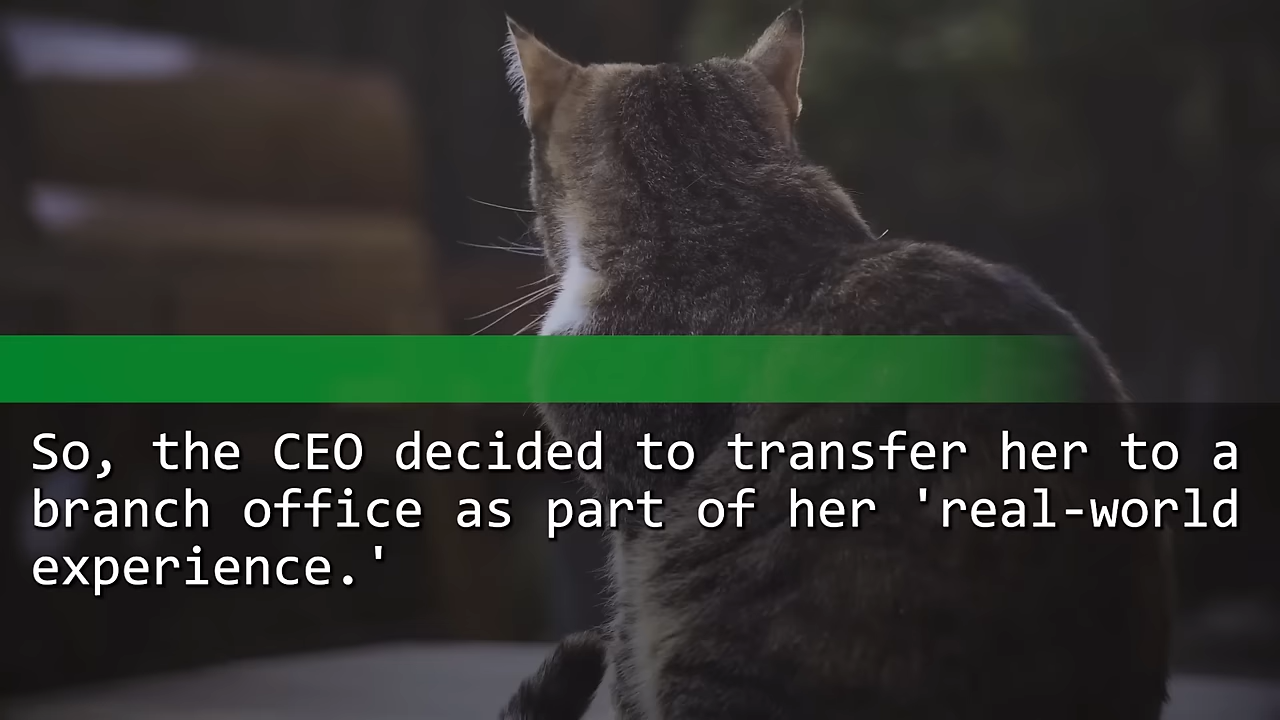 So, the CEO decided to transfer her to a
branch office as part of her 'real-world
experience.'